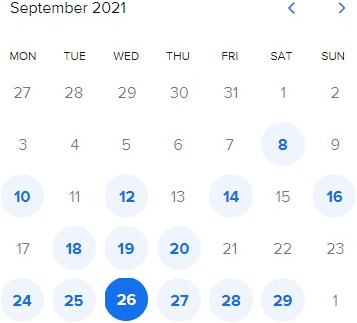 September 2021
MON TUE WED THU FRI SAT SUN
27 28 29 30 31 1 2
3 4 5 6 7 8 9
10 11 12 13 14 15 16
17 18 19 20 21 22 23
24 25 26 27 28 29 1